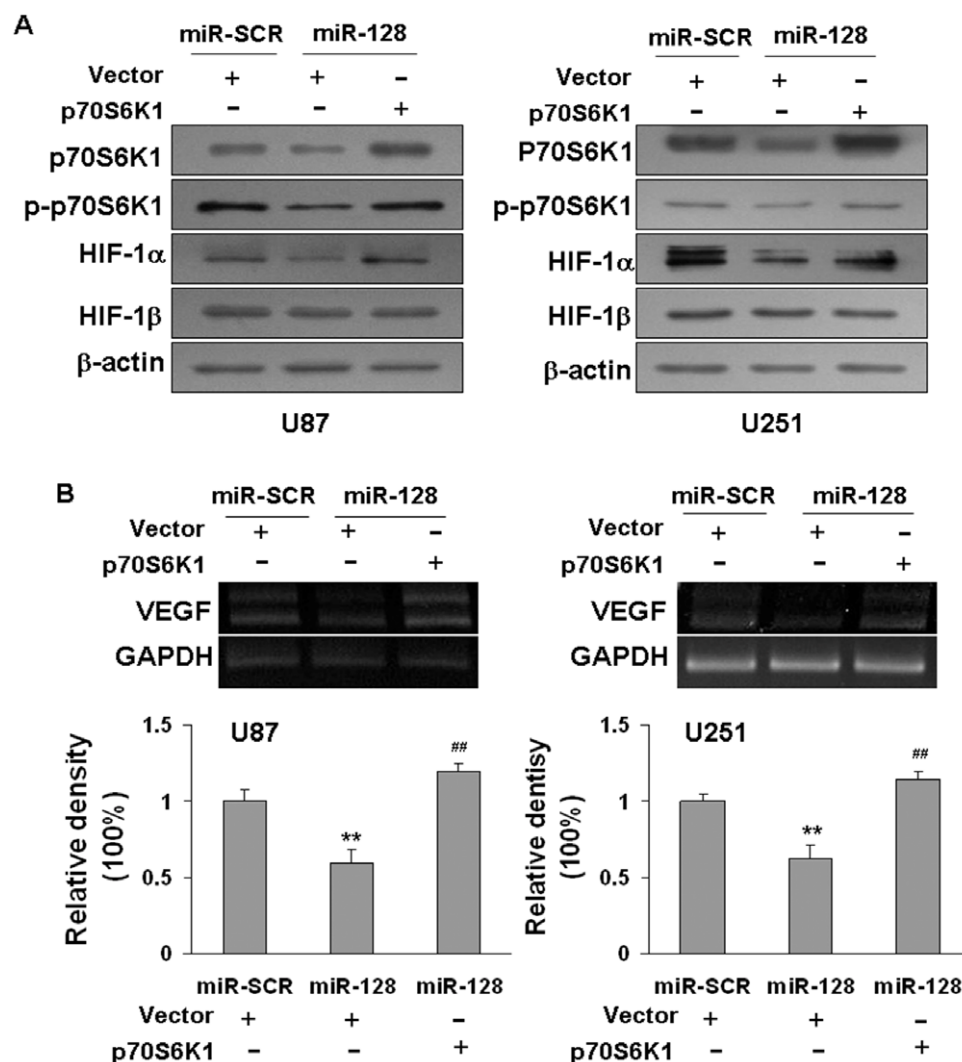 A
miR-SCR miR-128
Vector + + −
p70S6K1 − − +
p70S6K1
p-p70S6K1
HIF-1α
HIF-1β
β-actin
U87
miR-SCR miR-128
Vector + + −
p70S6K1 − − +
P70S6K1
p-p70S6K1
HIF-1α
HIF-1β
β-actin
U251
B
miR-SCR miR-128
Vector + + −
p70S6K1 − − +
VEGF
GAPDH
miR-SCR miR-128
Vector + + −
p70S6K1 − − +
VEGF
GAPDH
U87
Relative density
(100%)
1.5
1
0.5
0
**
##
miR-SCR miR-128 miR-128
Vector + + −
p70S6K1 − − +
U251
Relative dentisy
(100%)
1.5
1
0.5
0
**
##
miR-SCR miR-128 miR-128
Vector + + −
p70S6K1 − − +